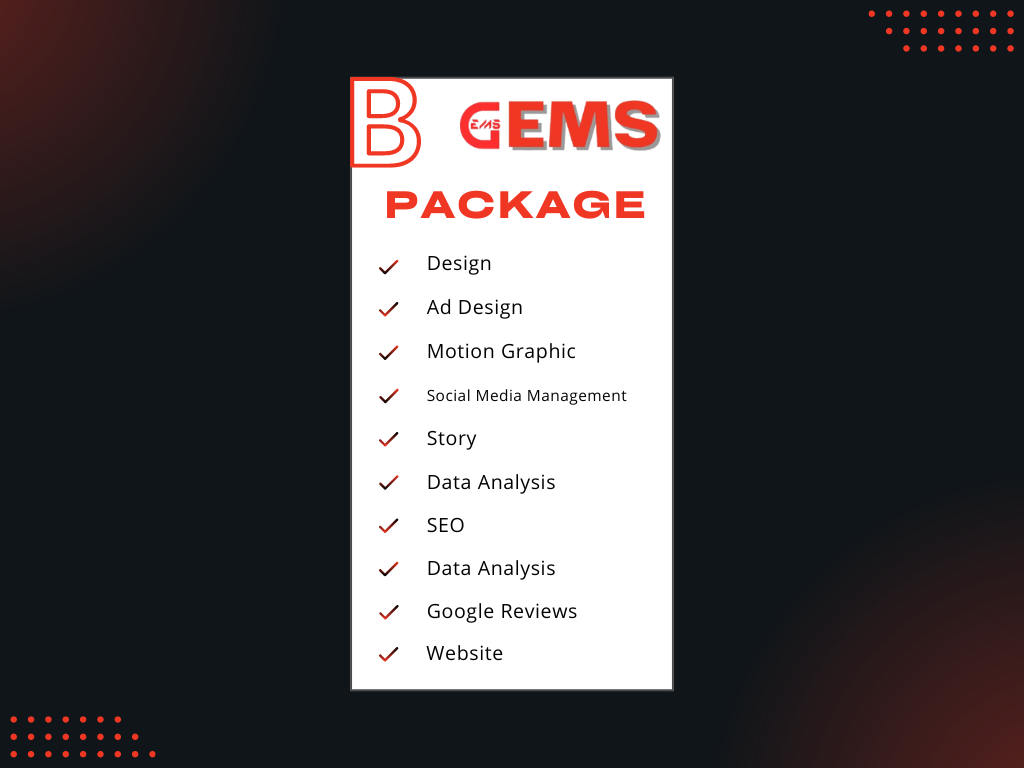 B
GEMS
EMS
PACKAGE
Design
Ad Design
Motion Graphic
Social Media Management
Story
Data Analysis
SEO
Data Analysis
Google Reviews
Website